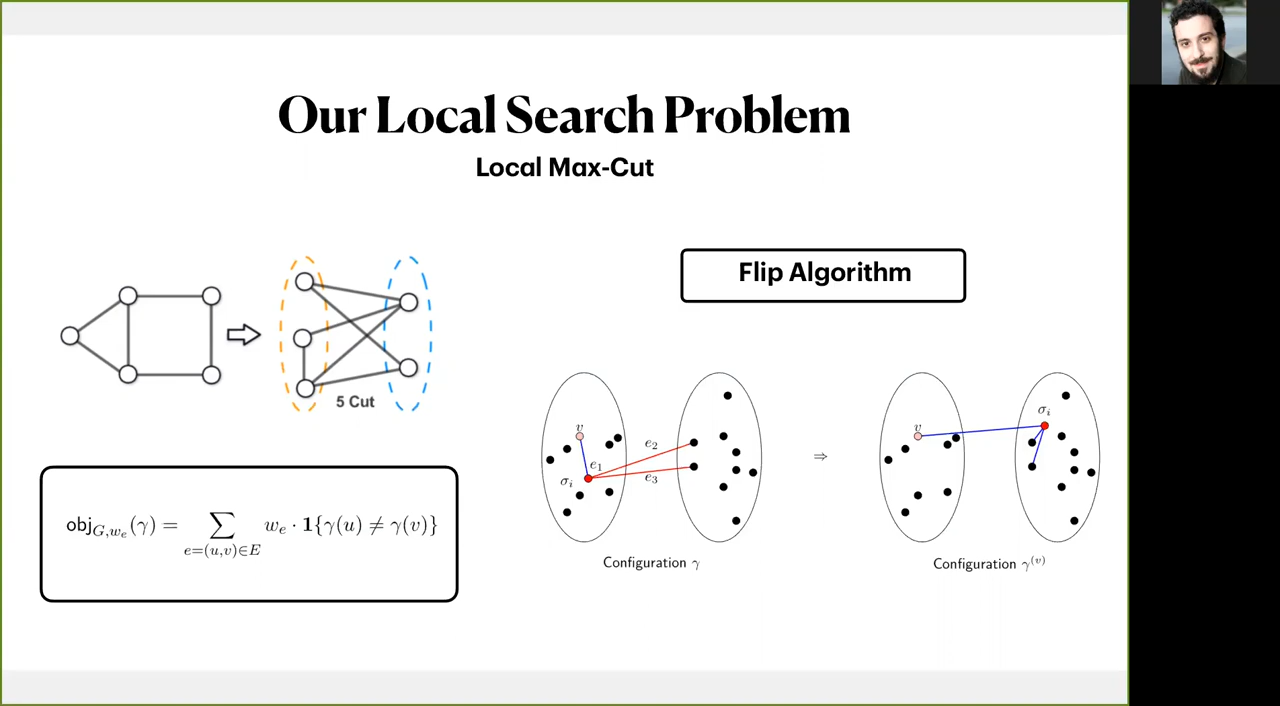 Our Local Search Problem
Local Max-Cut
5 Cut
obj_{G,w_e}(γ) = ∑_{e=(u,v)∈E} w_e · 1{γ(u) ≠ γ(v)}
Flip Algorithm
v
e_1
e_2
e_3
σ_i
Configuration γ
⇒
v
σ_i
Configuration γ^{(v)}